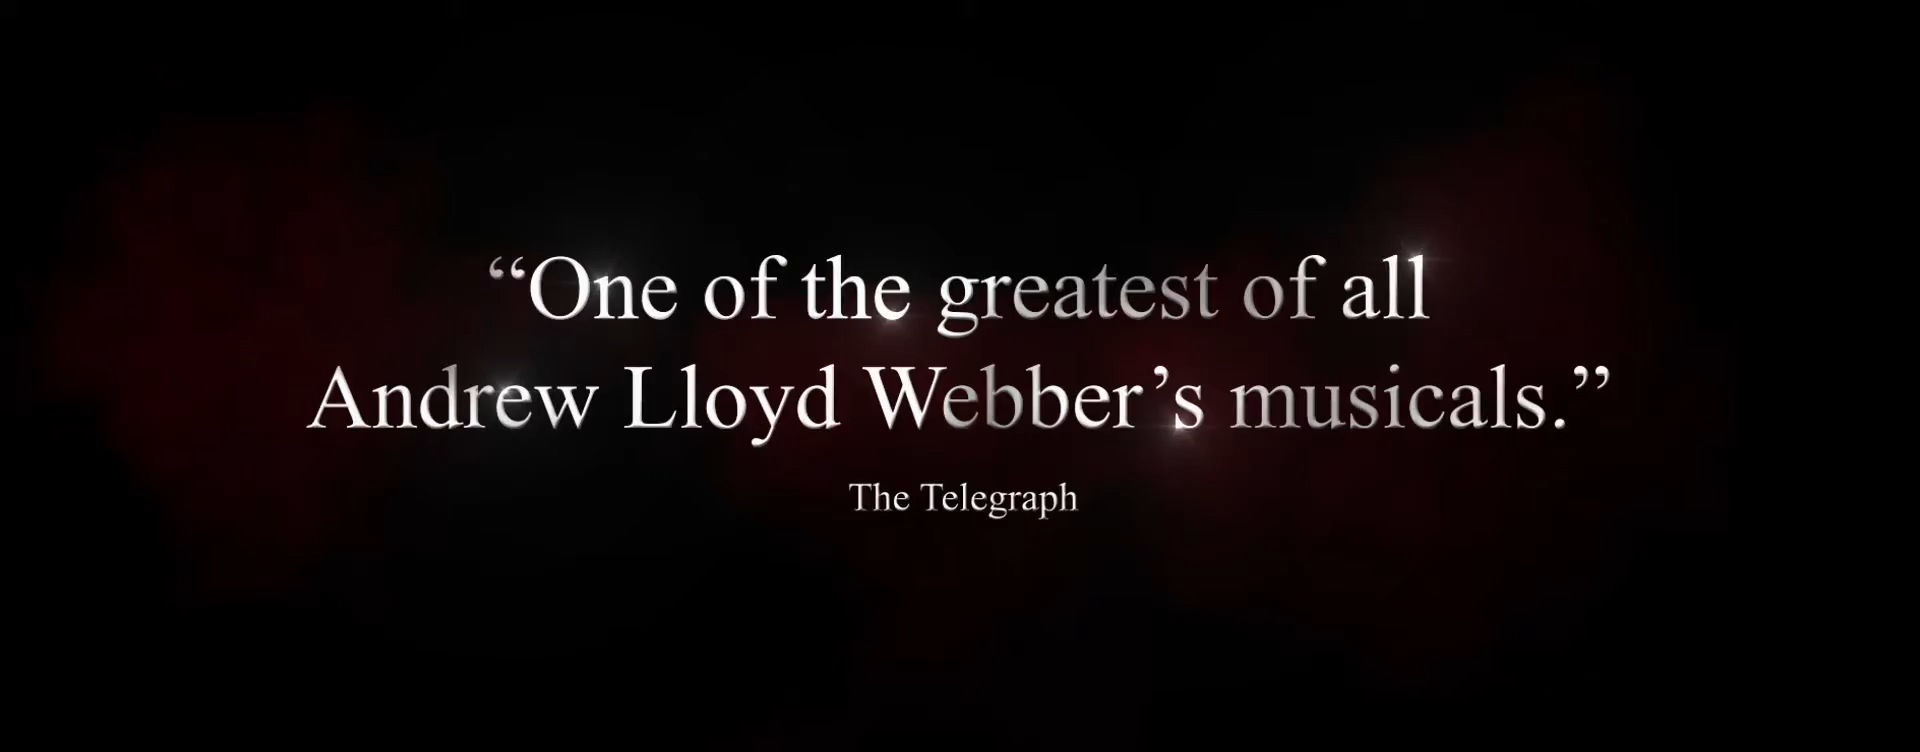 “One of the greatest of all
Andrew Lloyd Webber’s musicals.”
The Telegraph